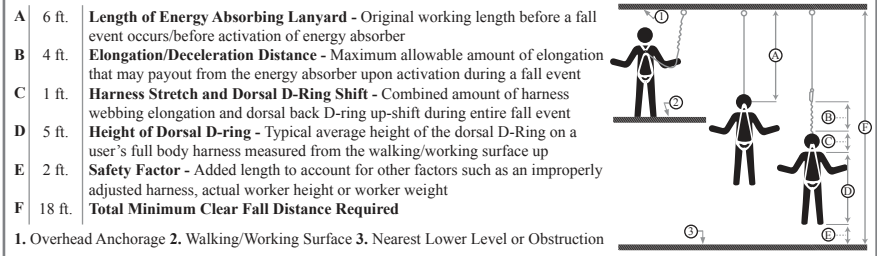 A 6 ft. Length of Energy Absorbing Lanyard - Original working length before a fall
event occurs/before activation of energy absorber
B 4 ft. Elongation/Deceleration Distance - Maximum allowable amount of elongation
that may payout from the energy absorber upon activation during a fall event
C 1 ft. Harness Stretch and Dorsal D-Ring Shift - Combined amount of harness
webbing elongation and dorsal back D-ring up-shift during entire fall event
D 5 ft. Height of Dorsal D-ring - Typical average height of the dorsal D-Ring on a
user's full body harness measured from the walking/working surface up
E 2 ft. Safety Factor - Added length to account for other factors such as an improperly
adjusted harness, actual worker height or worker weight
F 18 ft. Total Minimum Clear Fall Distance Required
1. Overhead Anchorage 2. Walking/Working Surface 3. Nearest Lower Level or Obstruction
1
A
2
B
F
C
D
3
E